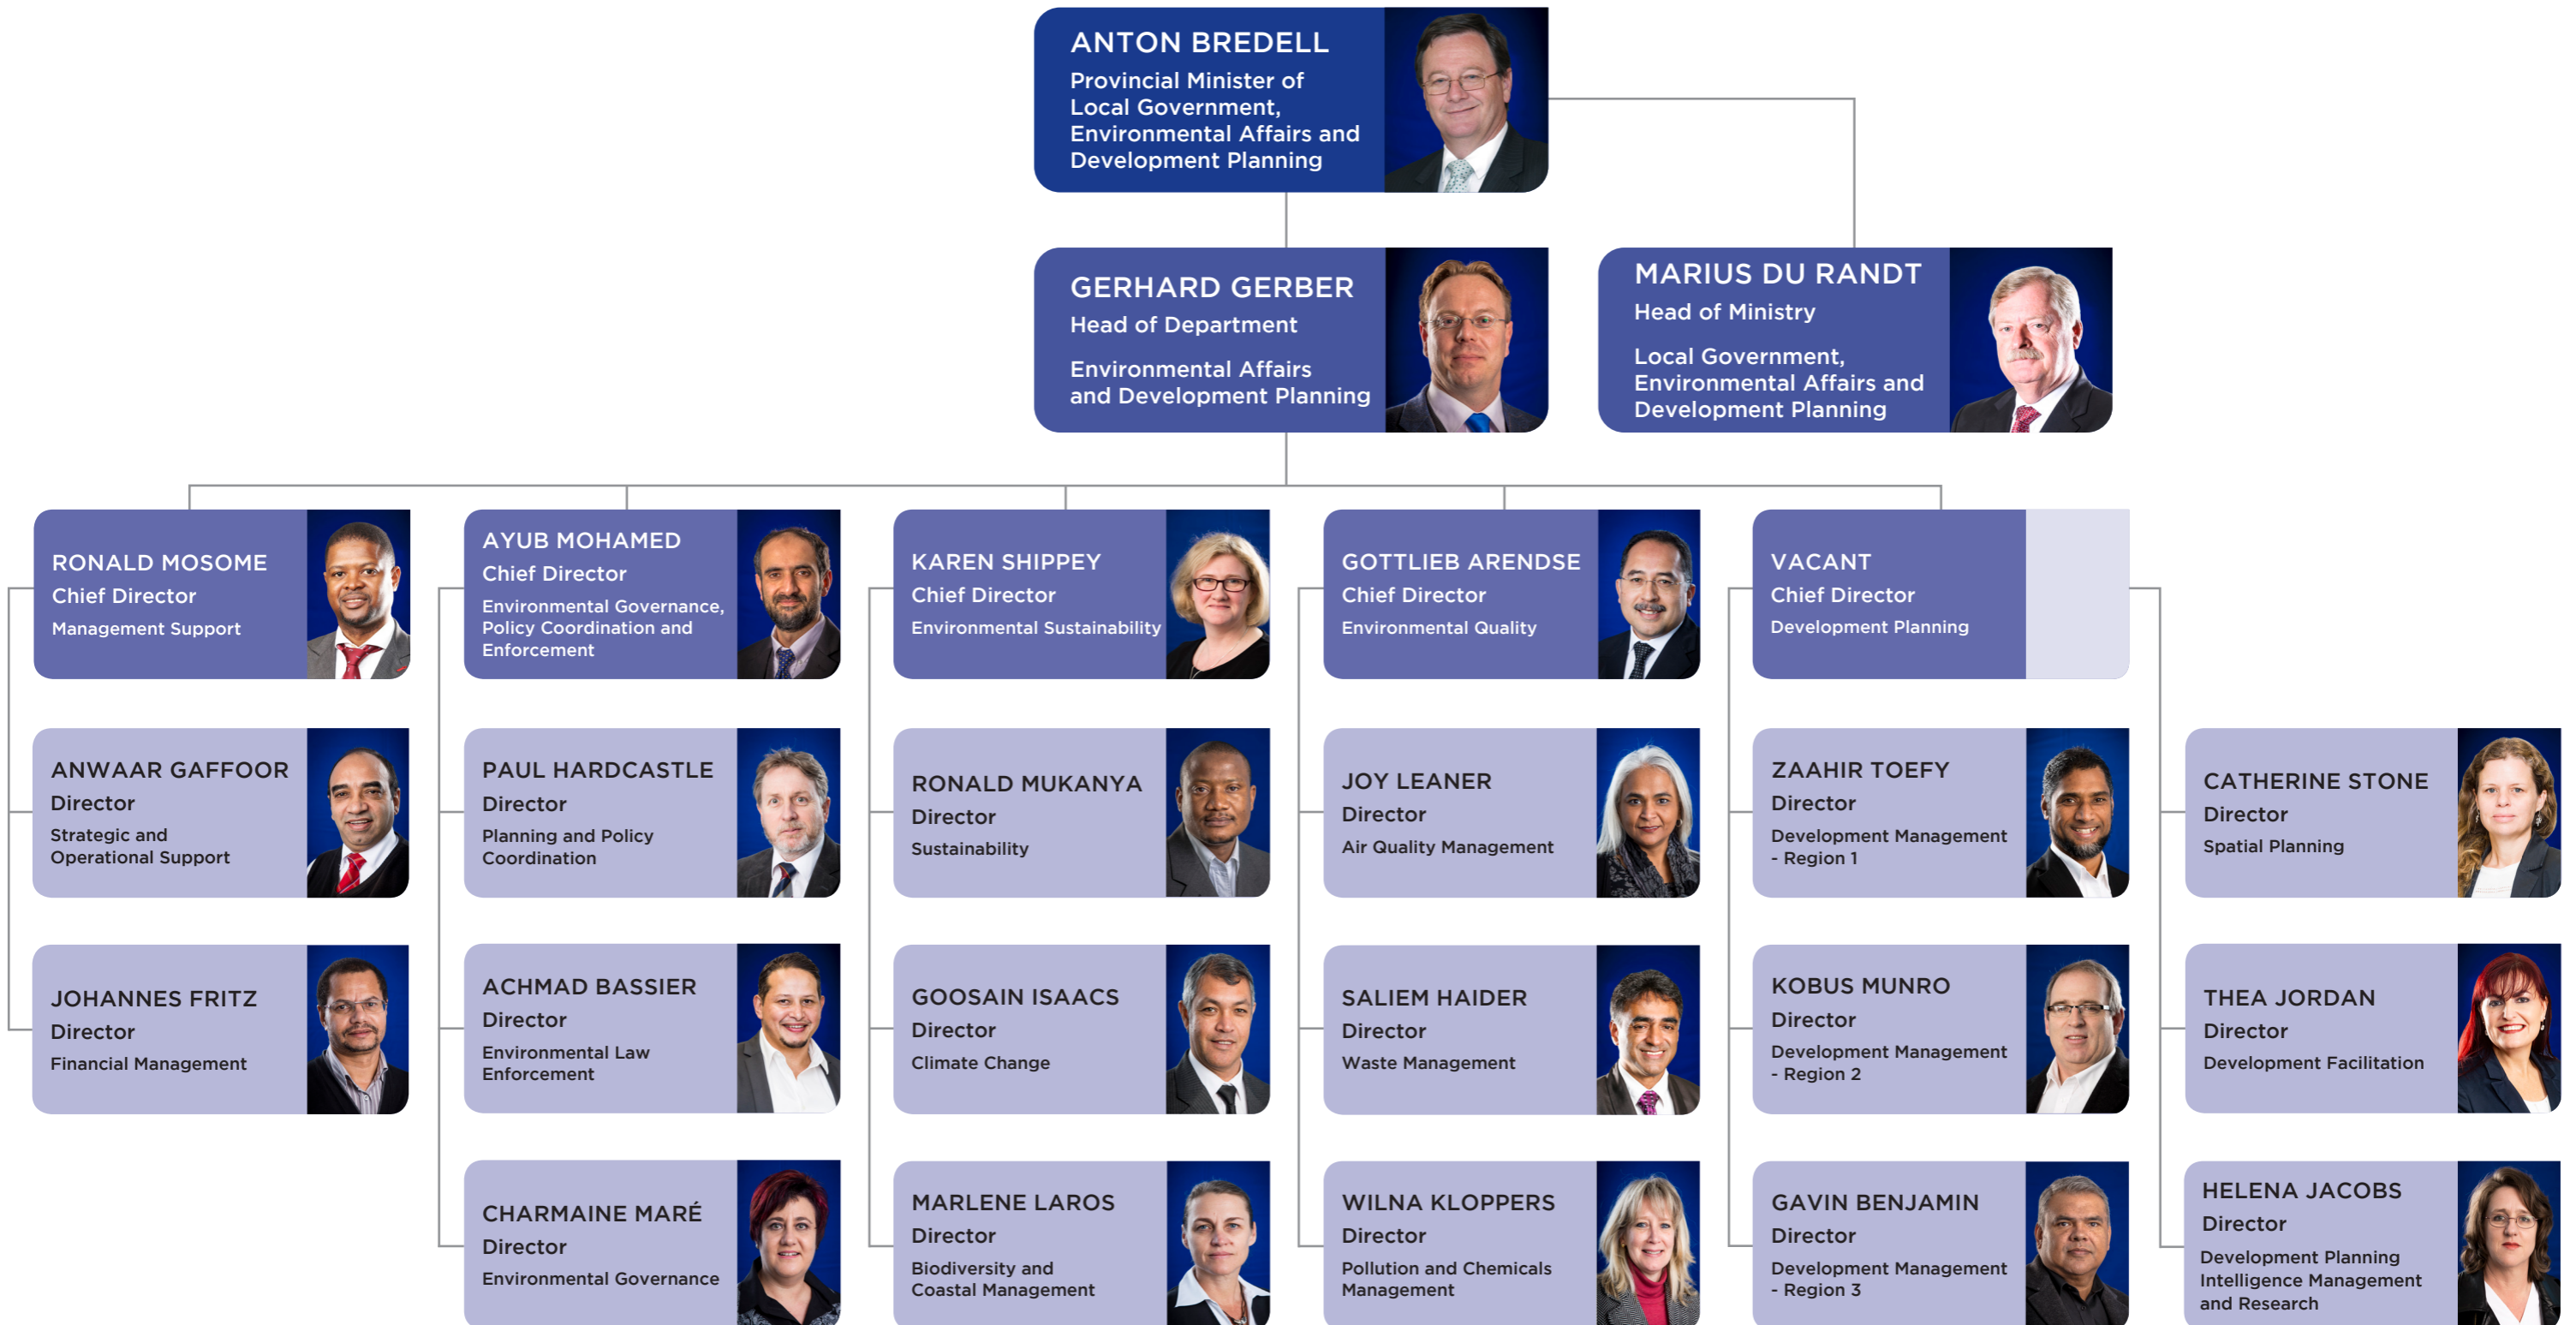 ANTON BREDELL
Provincial Minister of
Local Government,
Environmental Affairs and
Development Planning
GERHARD GERBER
Head of Department
Environmental Affairs
and Development Planning
MARIUS DU RANDT
Head of Ministry
Local Government,
Environmental Affairs and
Development Planning
RONALD MOSOME
Chief Director
Management Support
AYUB MOHAMED
Chief Director
Environmental Governance,
Policy Coordination and
Enforcement
KAREN SHIPPEY
Chief Director
Environmental Sustainability
GOTTLIEB ARENDSE
Chief Director
Environmental Quality
VACANT
Chief Director
Development Planning
ANWAAR GAFFOOR
Director
Strategic and
Operational Support
PAUL HARDCASTLE
Director
Planning and Policy
Coordination
RONALD MUKANYA
Director
Sustainability
JOY LEANER
Director
Air Quality Management
ZAAHIR TOEFY
Director
Development Management
- Region 1
CATHERINE STONE
Director
Spatial Planning
JOHANNES FRITZ
Director
Financial Management
ACHMAD BASSIER
Director
Environmental Law
Enforcement
GOOSAIN ISAACS
Director
Climate Change
SALIEM HAIDER
Director
Waste Management
KOBUS MUNRO
Director
Development Management
- Region 2
THEA JORDAN
Director
Development Facilitation
CHARMAINE MARÉ
Director
Environmental Governance
MARLENE LAROS
Director
Biodiversity and
Coastal Management
WILNA KLOPPERS
Director
Pollution and Chemicals
Management
GAVIN BENJAMIN
Director
Development Management
- Region 3
HELENA JACOBS
Director
Development Planning
Intelligence Management
and Research